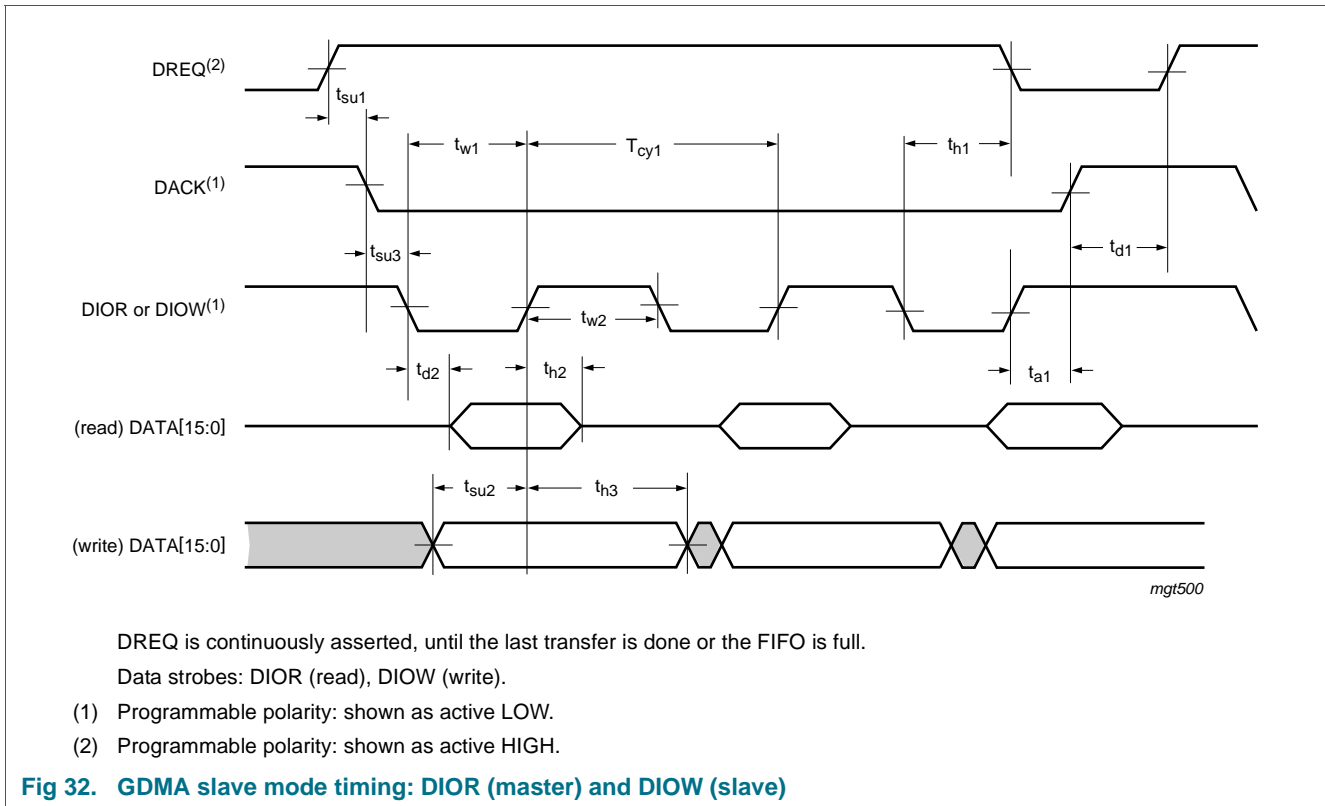 DREQ(2)
tsu1
tw1
Tcy1
th1
DACK(1)
tsu3
td1
DIOR or DIOW(1)
tw2
td2
th2
ta1
(read) DATA[15:0]
tsu2
th3
(write) DATA[15:0]
mgt500
DREQ is continuously asserted, until the last transfer is done or the FIFO is full.
Data strobes: DIOR (read), DIOW (write).
(1) Programmable polarity: shown as active LOW.
(2) Programmable polarity: shown as active HIGH.
Fig 32. GDMA slave mode timing: DIOR (master) and DIOW (slave)